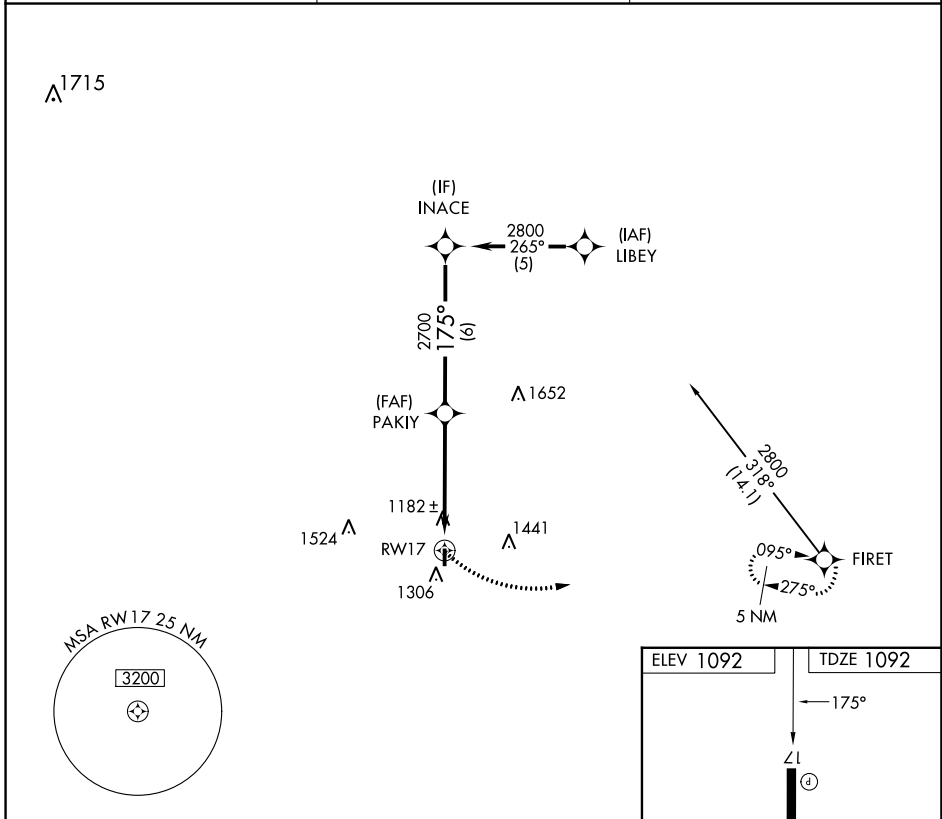 1715
(IF)
INACE
2800
265°
(5)
(IAF)
LIBEY
2700
175°
(6)
(FAF)
PAKIY
1652
2800
318°
(14.1)
1182 ±
1524
1441
RW17
1306
095°
FIRET
275°
5 NM
MSA RW 17 25 NM
3200
ELEV 1092
TDZE 1092
175°
17
P